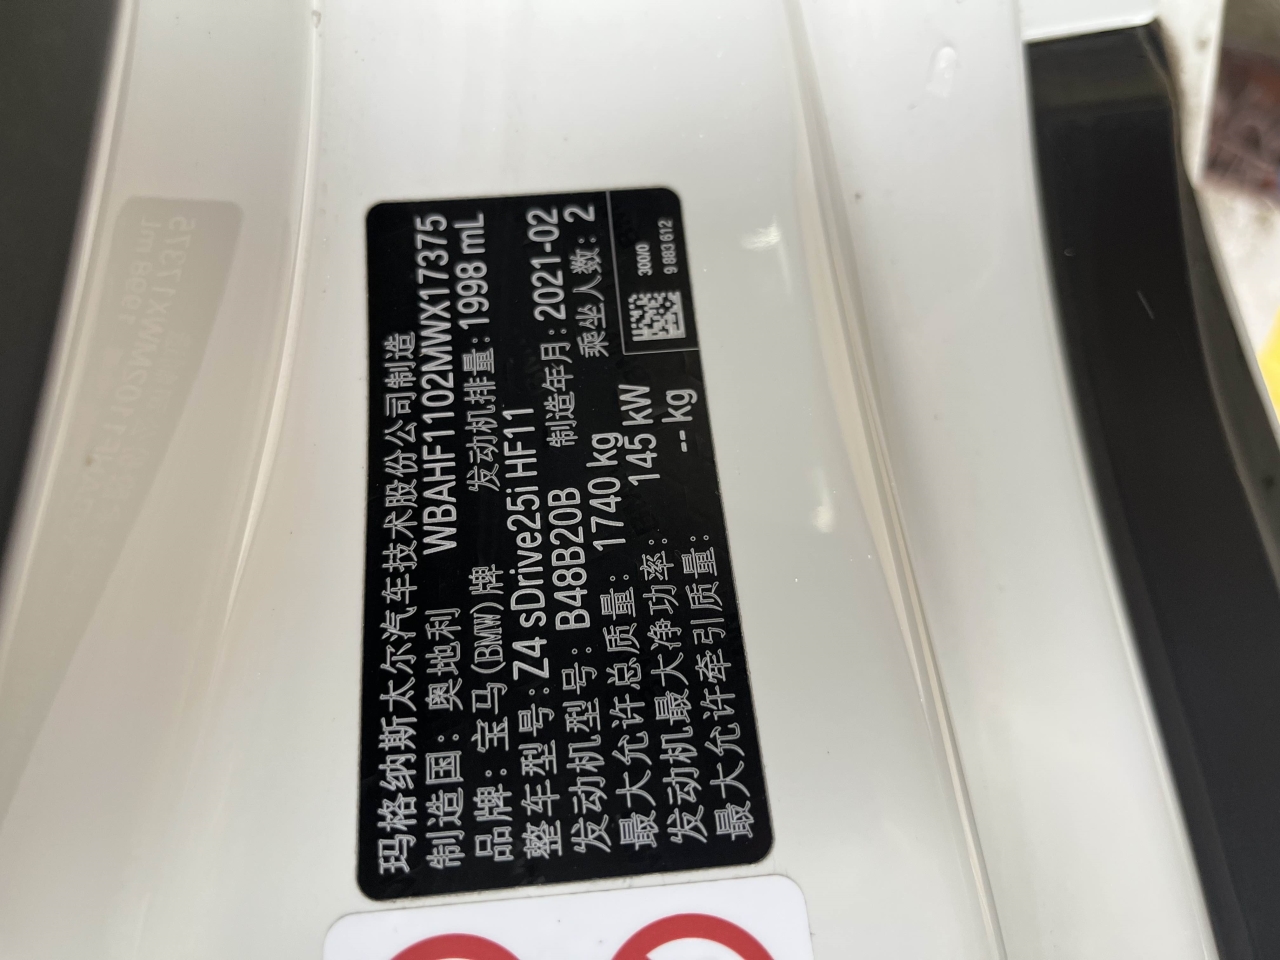 玛格纳斯太尔汽车技术股份公司制造
制造国：奥地利 WBAHF1102MWX17375
品牌：宝马(BMW)牌 发动机排量：1998 mL
整车型号：Z4 sDrive25i HF11
发动机型号：B48B20B 制造年月：2021-02
最大允许总质量：1740 kg 乘坐人数：2
发动机最大净功率：145 kW
最大允许牵引质量：-- kg
300/0
9 883 612